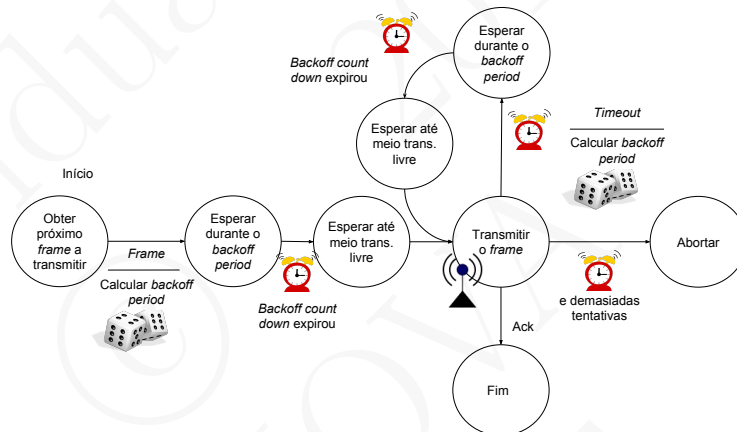 Esperar
durante o
backoff
period
Backoff count
down expirou
Esperar até
meio trans.
livre
Timeout
Calcular backoff
period
Início
Obter
próximo
frame a
transmitir
Frame
Calcular backoff
period
Esperar
durante o
backoff
period
Backoff count
down expirou
Esperar até
meio trans.
livre
Transmitir
o frame
e demasiadas
tentativas
Abortar
Ack
Fim